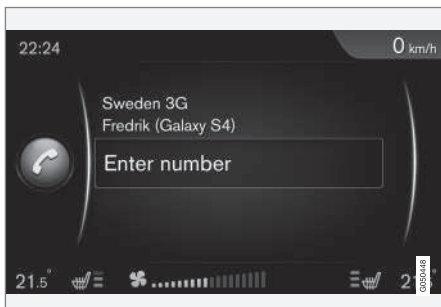 22:24
0 km/h
Sweden 3G
Fredrik (Galaxy S4)
Enter number
21.5°
G050448